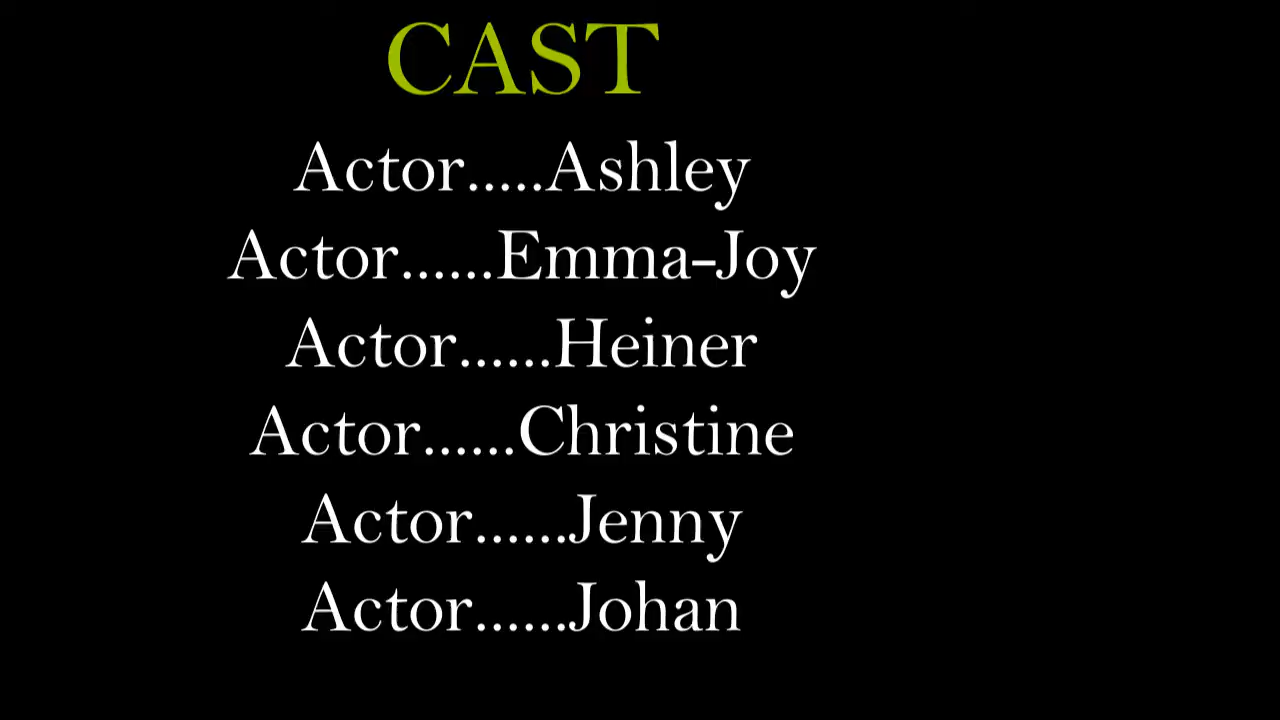 CAST
Actor.....Ashley
Actor......Emma-Joy
Actor......Heiner
Actor......Christine
Actor......Jenny
Actor......Johan